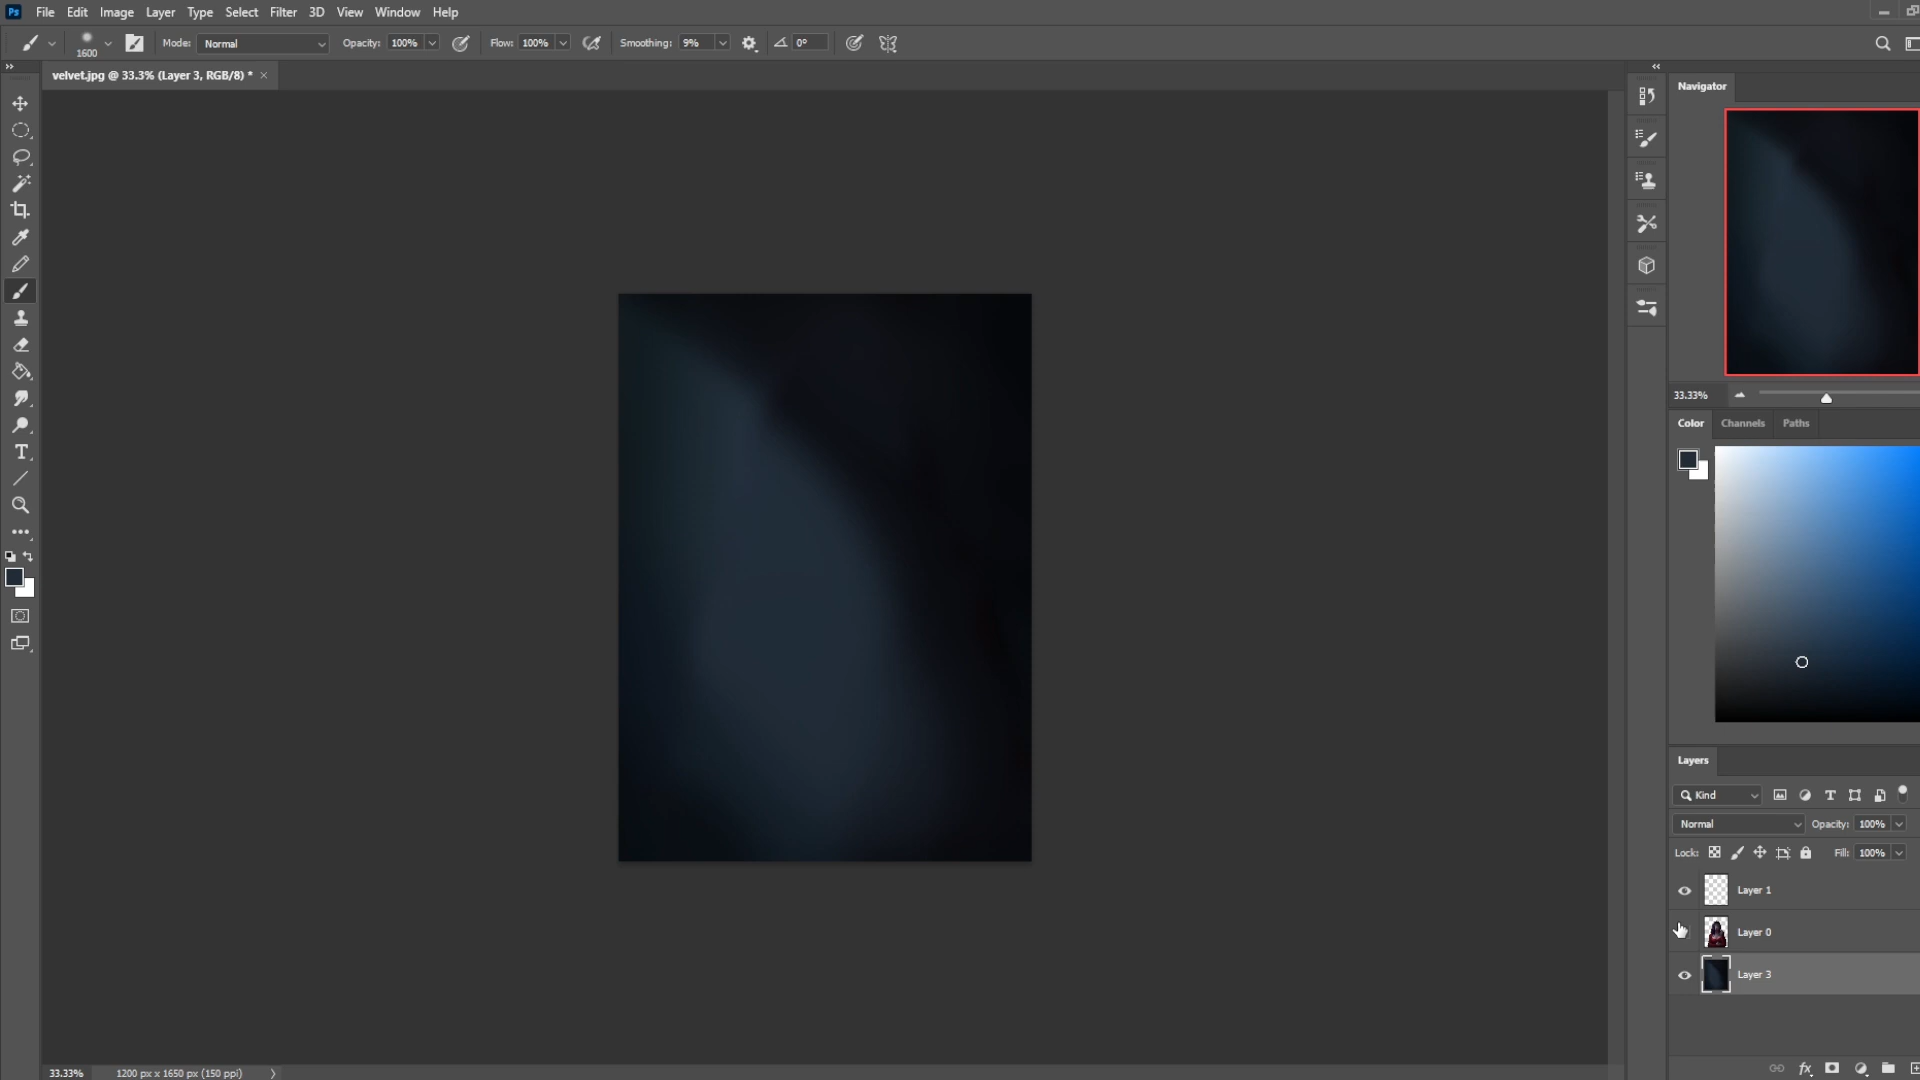 Ps File Edit Image Layer Type Select Filter 3D View Window Help
1600 Mode: Normal Opacity: 100% Flow: 100% Smoothing: 9% 0°
velvet.jpg @ 33.3% (Layer 3, RGB/8) * ×
Navigator
33.33%
Color Channels Paths
Layers
Kind
Normal Opacity: 100%
Lock: Fill: 100%
Layer 1
Layer 0
Layer 3
33.33% 1200 px x 1650 px (150 ppi)